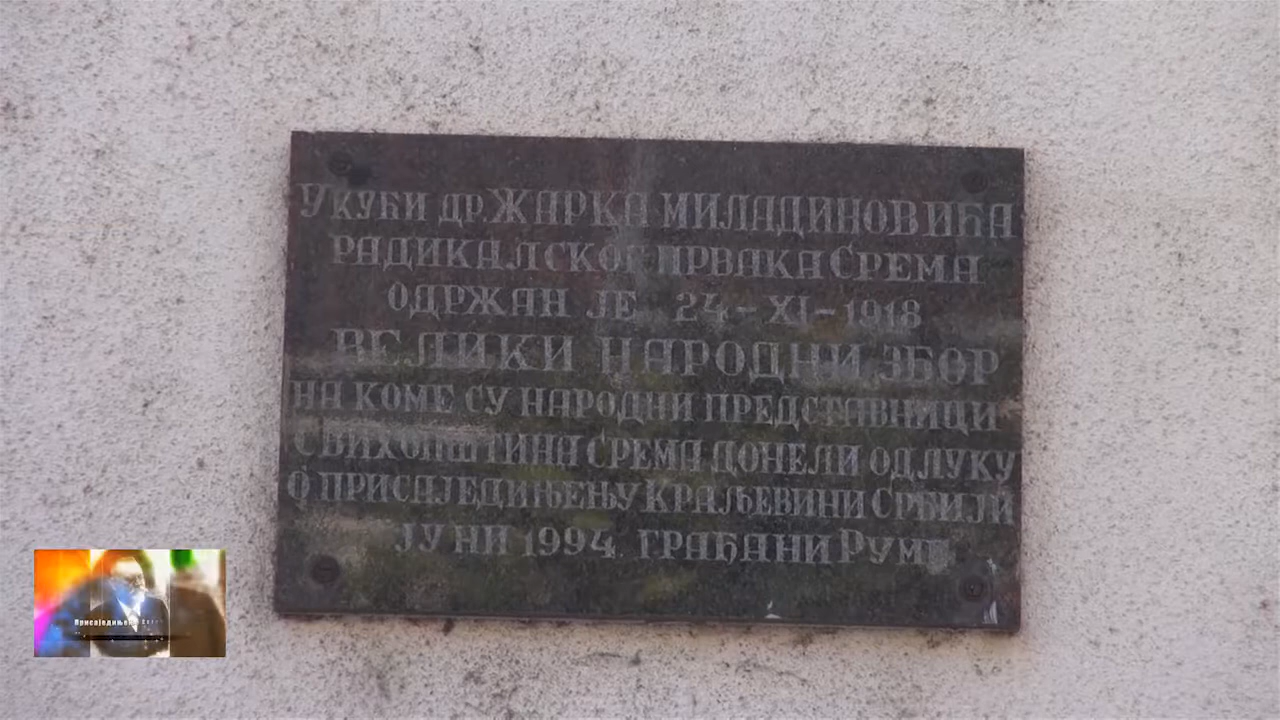 У КУЋИ ДР. ЖАРКА МИЛАДИНОВИЋА
РАДИКАЛСКОГ ПРВАКА СРЕМА
ОДРЖАН ЈЕ 24-XI-1918
ВЕЛИКИ НАРОДНИ ЗБОР
НА КОМЕ СУ НАРОДНИ ПРЕДСТАВНИЦИ
СВИХ ОПШТИНА СРЕМА ДОНЕЛИ ОДЛУКУ
О ПРИСАЈЕДИЊЕЊУ КРАЉЕВИНИ СРБИЈИ
ЈУНИ 1994. ГРАЂАНИ РУМЕ